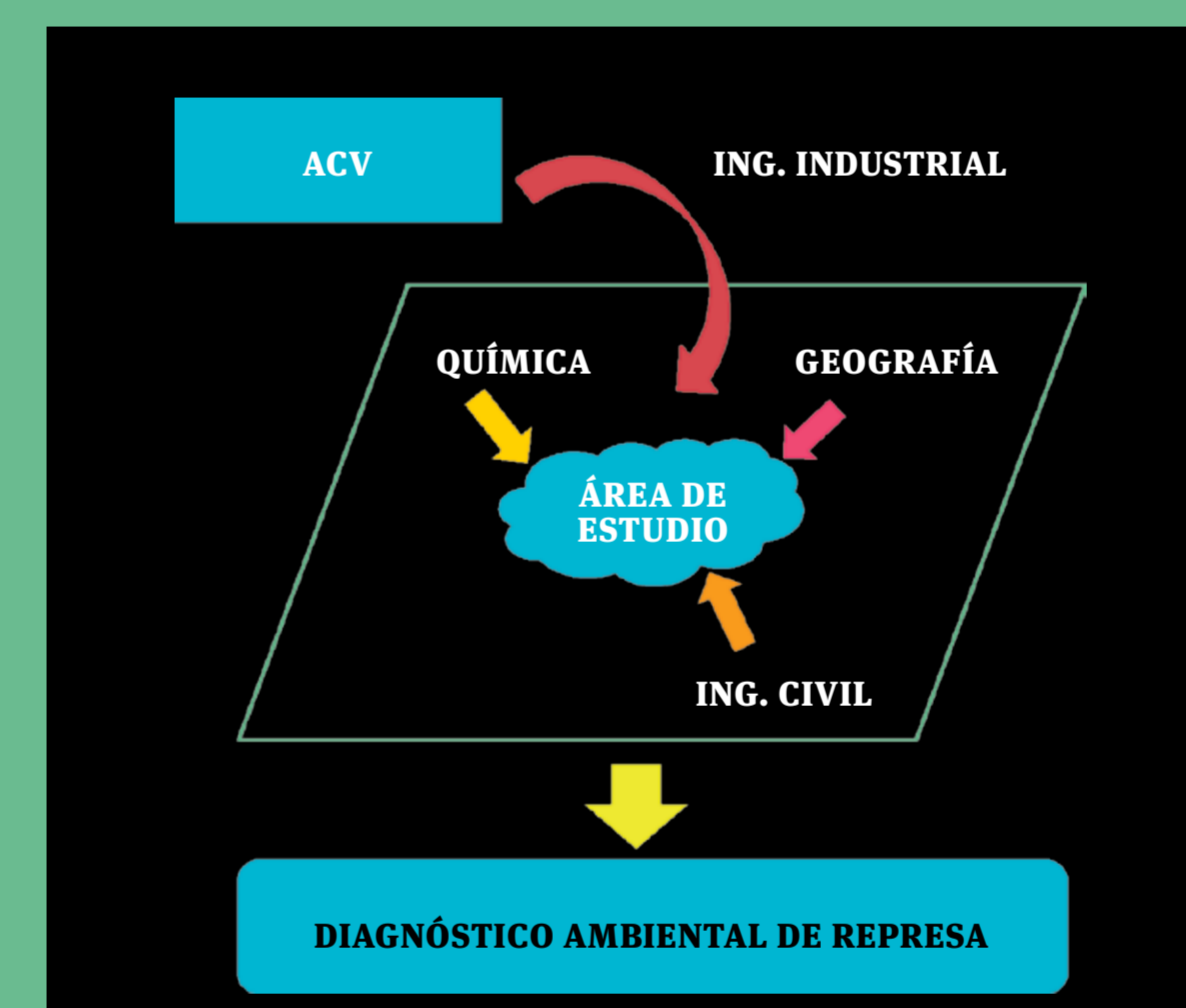 ACV
ING. INDUSTRIAL
QUÍMICA
GEOGRAFÍA
ÁREA DE
ESTUDIO
ING. CIVIL
DIAGNÓSTICO AMBIENTAL DE REPRESA